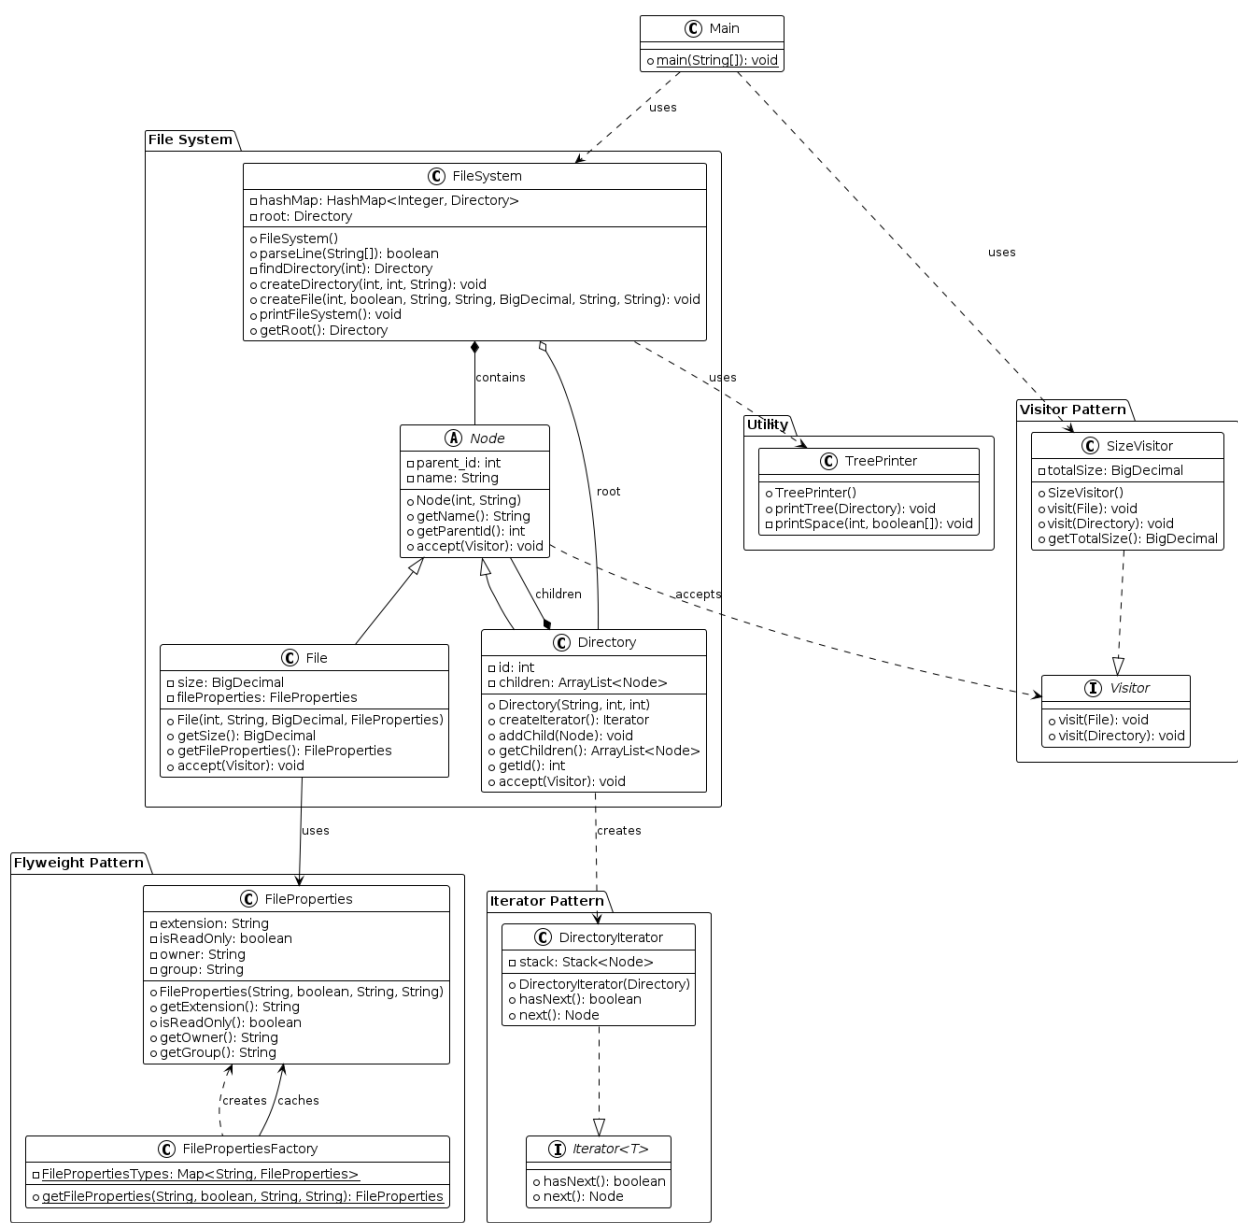 C Main
main(String[]): void
uses
uses
File System
C FileSystem
hashMap: HashMap<Integer, Directory>
root: Directory
FileSystem()
parseLine(String[]): boolean
findDirectory(int): Directory
createDirectory(int, int, String): void
createFile(int, boolean, String, String, BigDecimal, String, String): void
printFileSystem(): void
getRoot(): Directory
contains
uses
root
A Node
parent_id: int
name: String
Node(int, String)
getName(): String
getParentId(): int
accept(Visitor): void
Utility
C TreePrinter
TreePrinter()
printTree(Directory): void
printSpace(int, boolean[]): void
Visitor Pattern
C SizeVisitor
totalSize: BigDecimal
SizeVisitor()
visit(File): void
visit(Directory): void
getTotalSize(): BigDecimal
children
accepts
C File
size: BigDecimal
fileProperties: FileProperties
File(int, String, BigDecimal, FileProperties)
getSize(): BigDecimal
getFileProperties(): FileProperties
accept(Visitor): void
C Directory
id: int
children: ArrayList<Node>
Directory(String, int, int)
createIterator(): Iterator
addChild(Node): void
getChildren(): ArrayList<Node>
getId(): int
accept(Visitor): void
I Visitor
visit(File): void
visit(Directory): void
uses
creates
Flyweight Pattern
C FileProperties
extension: String
isReadOnly: boolean
owner: String
group: String
FileProperties(String, boolean, String, String)
getExtension(): String
isReadOnly(): boolean
getOwner(): String
getGroup(): String
creates
caches
C FilePropertiesFactory
FilePropertiesTypes: Map<String, FileProperties>
getFileProperties(String, boolean, String, String): FileProperties
Iterator Pattern
C DirectoryIterator
stack: Stack<Node>
DirectoryIterator(Directory)
hasNext(): boolean
next(): Node
I Iterator<T>
hasNext(): boolean
next(): Node